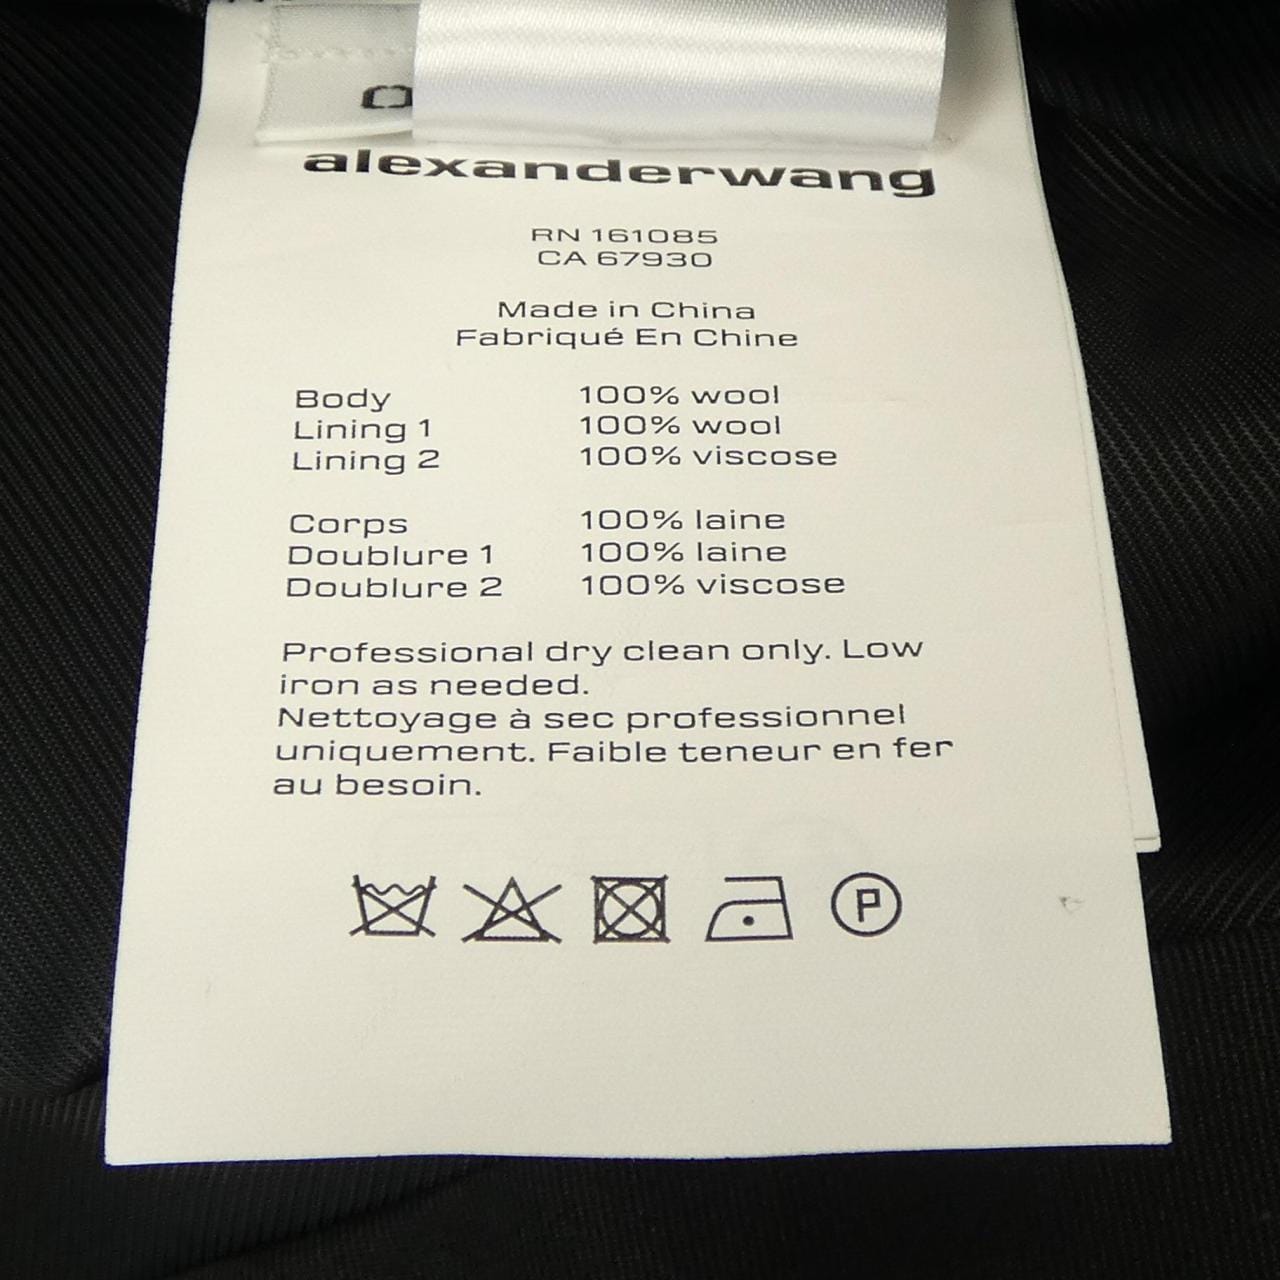 0
alexanderwang
RN 161085
CA 67930
Made in China
Fabriqué En Chine
Body 100% wool
Lining 1 100% wool
Lining 2 100% viscose
Corps 100% laine
Doublure 1 100% laine
Doublure 2 100% viscose
Professional dry clean only. Low
iron as needed.
Nettoyage à sec professionnel
uniquement. Faible teneur en fer
au besoin.
P